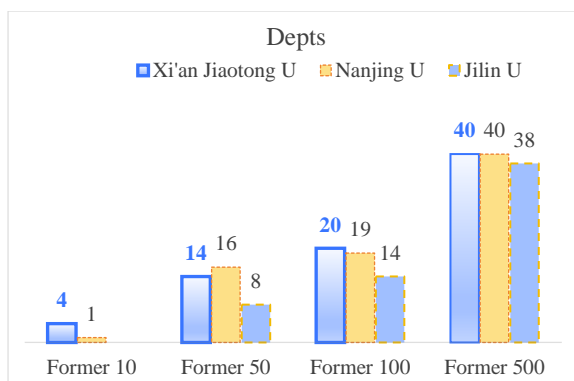 Depts
Xi'an Jiaotong U Nanjing U Jilin U
40 40 38
20 19 14
14 16 8
4 1
Former 10 Former 50 Former 100 Former 500